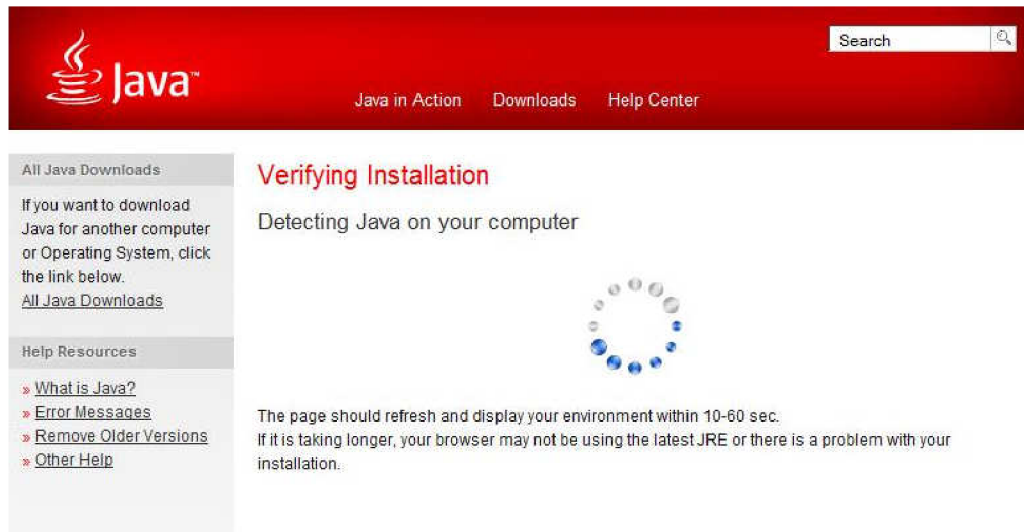 Java™
Search
Java in Action Downloads Help Center
All Java Downloads
If you want to download
Java for another computer
or Operating System, click
the link below.
All Java Downloads
Help Resources
» What is Java?
» Error Messages
» Remove Older Versions
» Other Help
Verifying Installation
Detecting Java on your computer
The page should refresh and display your environment within 10-60 sec.
If it is taking longer, your browser may not be using the latest JRE or there is a problem with your
installation.